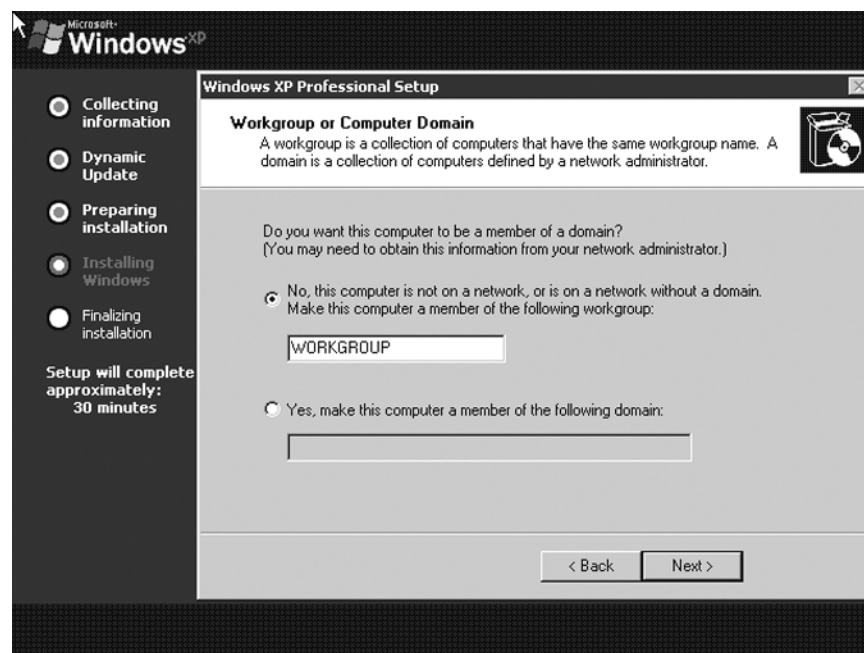 Microsoft
Windows xp
Collecting
information
Dynamic
Update
Preparing
installation
Installing
Windows
Finalizing
installation
Setup will complete
approximately:
30 minutes
Windows XP Professional Setup
Workgroup or Computer Domain
A workgroup is a collection of computers that have the same workgroup name. A
domain is a collection of computers defined by a network administrator.
Do you want this computer to be a member of a domain?
(You may need to obtain this information from your network administrator.)
No, this computer is not on a network, or is on a network without a domain.
Make this computer a member of the following workgroup:
WORKGROUP
Yes, make this computer a member of the following domain:
< Back
Next >